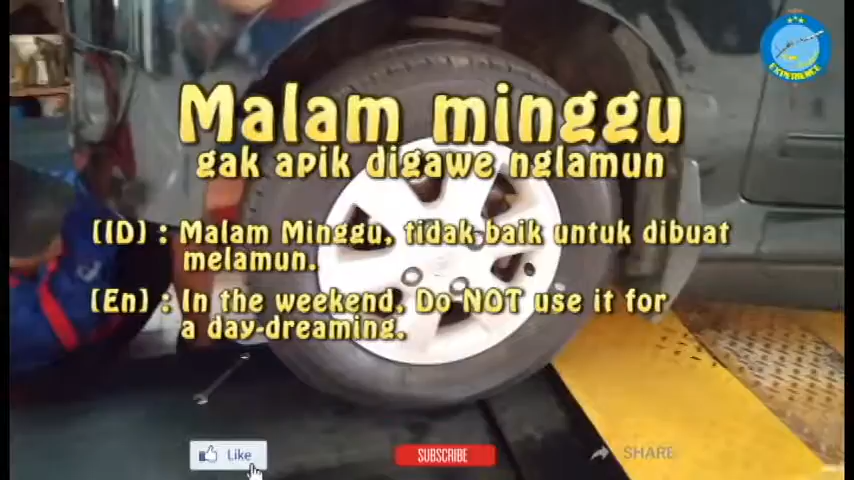 EXPERIENCE
Malam minggu
gak apik digawe nglamun
(ID) : Malam Minggu, tidak baik untuk dibuat
melamun.
(En) : In the weekend, Do NOT use it for
a day-dreaming.
Like
SUBSCRIBE
SHARE